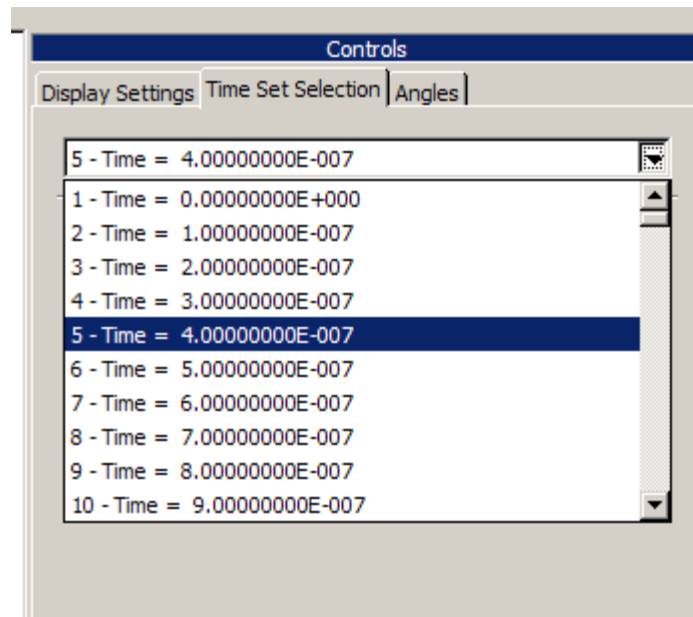 Controls
Display Settings Time Set Selection Angles
5 - Time = 4.00000000E-007
1 - Time = 0.00000000E+000
2 - Time = 1.00000000E-007
3 - Time = 2.00000000E-007
4 - Time = 3.00000000E-007
5 - Time = 4.00000000E-007
6 - Time = 5.00000000E-007
7 - Time = 6.00000000E-007
8 - Time = 7.00000000E-007
9 - Time = 8.00000000E-007
10 - Time = 9.00000000E-007